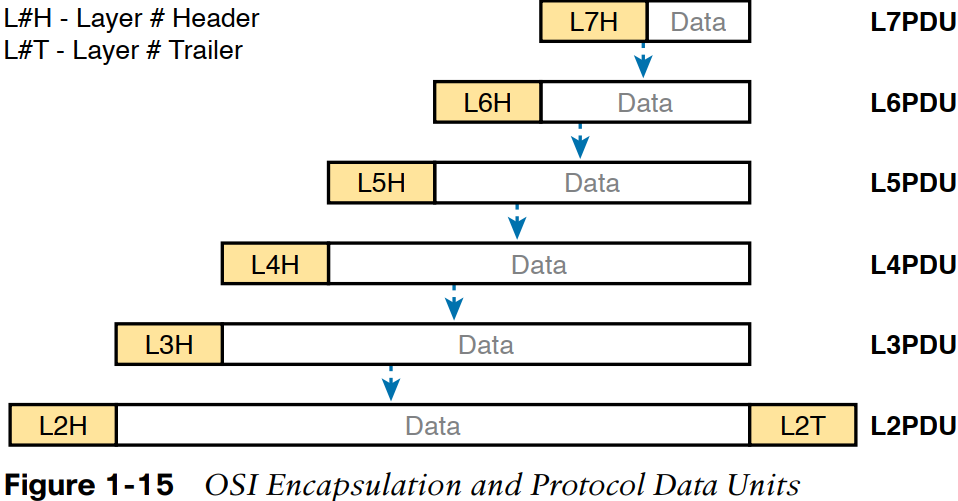 L#H - Layer # Header
L#T - Layer # Trailer
L7H Data L7PDU
L6H Data L6PDU
L5H Data L5PDU
L4H Data L4PDU
L3H Data L3PDU
L2H Data L2T L2PDU
Figure 1-15 OSI Encapsulation and Protocol Data Units